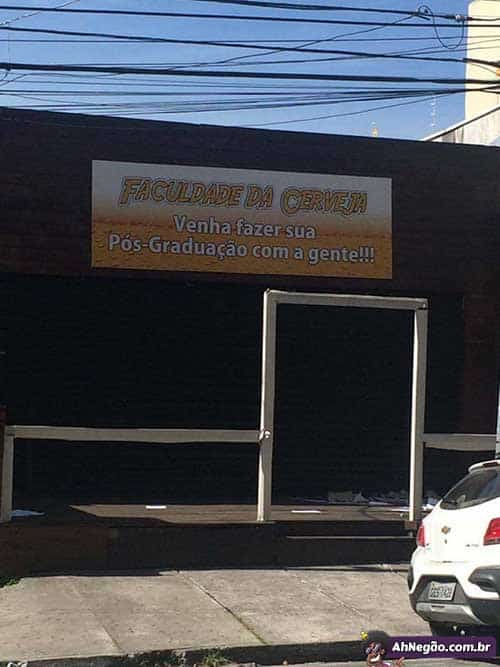 FACULDADE DA CERVEJA
Venha fazer sua
Pós-Graduação com a gente!!!
AhNegão.com.br